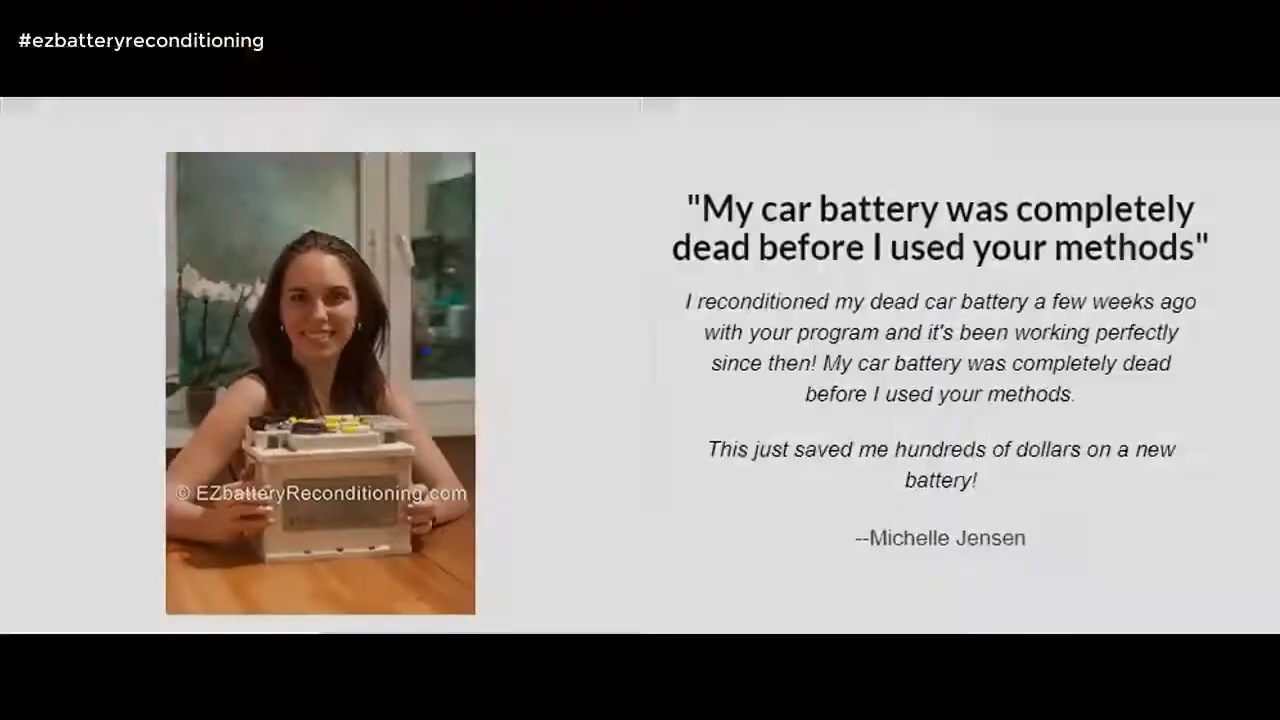 #ezbatteryreconditioning
"My car battery was completely
dead before I used your methods"
I reconditioned my dead car battery a few weeks ago
with your program and it's been working perfectly
since then! My car battery was completely dead
before I used your methods.
This just saved me hundreds of dollars on a new
battery!
--Michelle Jensen
© EZbatteryReconditioning.com